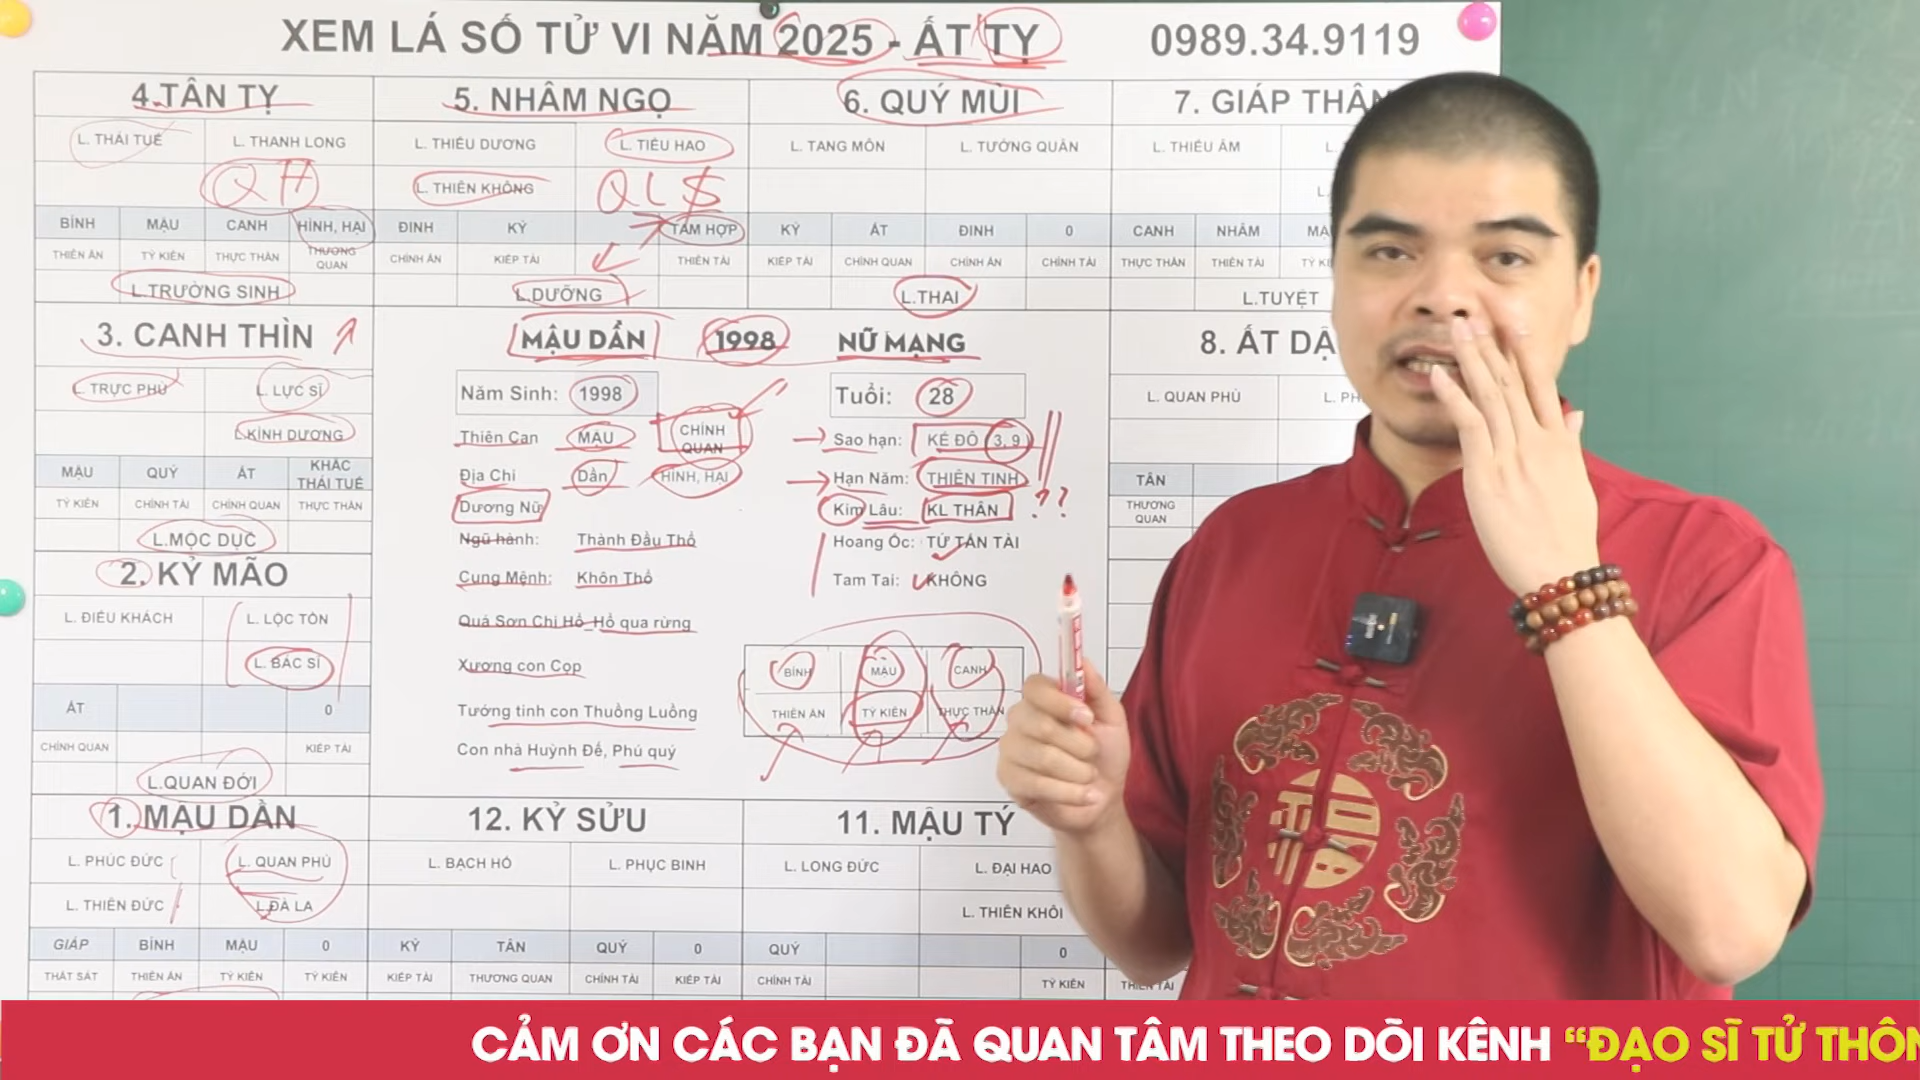 XEM LÁ SỐ TỬ VI NĂM 2025 - ẤT TỴ 0989.34.9119
4.TÂN TỴ
L. THÁI TUẾ L. THANH LONG
QH
BÍNH MẬU CANH HÌNH, HẠI
THIÊN ẤN TỶ KIÊN THỰC THẦN THƯƠNG QUAN
L.TRƯỜNG SINH
5. NHÂM NGỌ
L. THIẾU DƯƠNG L. TIỂU HAO
L. THIÊN KHÔNG QL$
ĐINH KỶ TAM HỢP
CHÍNH ẤN KIẾP TÀI THIÊN TÀI
L.DƯỠNG
6. QUÝ MÙI
L. TANG MÔN L. TƯỚNG QUÂN
KỶ ẤT ĐINH 0
KIẾP TÀI CHÍNH QUAN CHÍNH ẤN CHÍNH TÀI
L.THAI
7. GIÁP THÂN
L. THIẾU ÂM L.
L.
CANH NHÂM MẬ
THỰC THẦN THIÊN TÀI TỶ KI
L.TUYỆT
3. CANH THÌN
L. TRỰC PHÙ L. LỰC SĨ
L.KÌNH DƯƠNG
MẬU QUÝ ẤT KHẮC THÁI TUẾ
TỶ KIÊN CHÍNH TÀI CHÍNH QUAN THỰC THẦN
L.MỘC DỤC
MẬU DẦN 1998 NỮ MẠNG
Năm Sinh: 1998 Tuổi: 28
Thiên Can MẬU CHÍNH QUAN Sao hạn: KẾ ĐÔ 3, 9
Địa Chi Dần HÌNH, HẠI Hạn Năm: THIÊN TINH
Dương Nữ Kim Lâu: KL THÂN ??
Ngũ hành: Thành Đầu Thổ Hoang Ốc: TỨ TẤN TÀI
Cung Mệnh: Khôn Thổ Tam Tai: KHÔNG
Quá Sơn Chi Hổ_Hổ qua rừng
Xương con Cọp
Tướng tinh con Thuồng Luồng
Con nhà Huỳnh Đế, Phú quý
BÍNH MẬU CANH
THIÊN ẤN TỶ KIÊN THỰC THẦN
8. ẤT DẬ
L. QUAN PHÙ L. PH
TÂN
THƯƠNG QUAN
2. KỶ MÃO
L. ĐIẾU KHÁCH L. LỘC TỒN
L. BÁC SĨ
ẤT 0
CHÍNH QUAN KIẾP TÀI
L.QUAN ĐỚI
1. MẬU DẦN
L. PHÚC ĐỨC L. QUAN PHỦ
L. THIÊN ĐỨC L.ĐÀ LA
GIÁP BÍNH MẬU 0
THẤT SÁT THIÊN ẤN TỶ KIÊN TỶ KIÊN
12. KỶ SỬU
L. BẠCH HỔ L. PHỤC BINH
KỶ TÂN QUÝ 0
KIẾP TÀI THƯƠNG QUAN CHÍNH TÀI KIẾP TÀI
11. MẬU TÝ
L. LONG ĐỨC L. ĐẠI HAO
L. THIÊN KHÔI
QUÝ 0
CHÍNH TÀI TỶ KIÊN
THIÊN TÀI
CẢM ƠN CÁC BẠN ĐÃ QUAN TÂM THEO DÕI KÊNH “ĐẠO SĨ TỬ THÔN